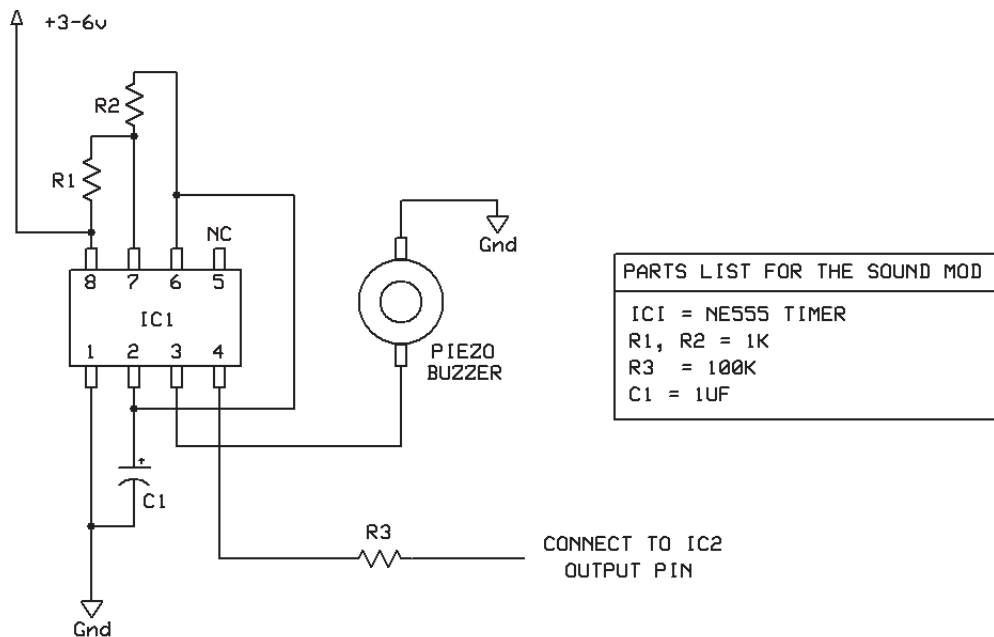 +3-6v
R2
R1
NC
8 7 6 5
IC1
1 2 3 4
Gnd
PIEZO
BUZZER
C1
+
R3
CONNECT TO IC2
OUTPUT PIN
Gnd
PARTS LIST FOR THE SOUND MOD
ICI = NE555 TIMER
R1, R2 = 1K
R3 = 100K
C1 = 1UF